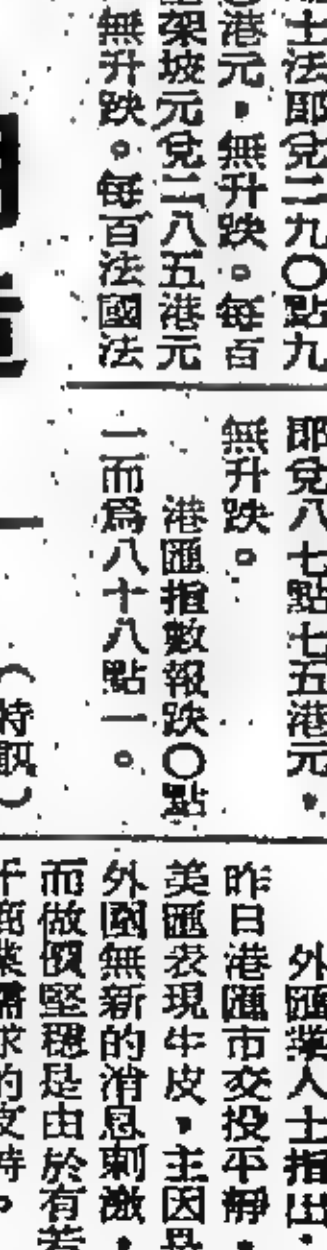 士法郎兌二九〇點九
港元，無升跌。每百
架坡元兌二八五港元
無升跌。每百法國法
郎兌八七點七五港元，
無升跌。
港匯指數報跌〇點
二而爲八十八點一。
（特訊）
外匯業人士指出：
昨日港匯市交投平靜，
美匯表現牛皮，主因是
外圍無新的消息刺激，
而做價堅穩是由於有若
干商業需求的支持。